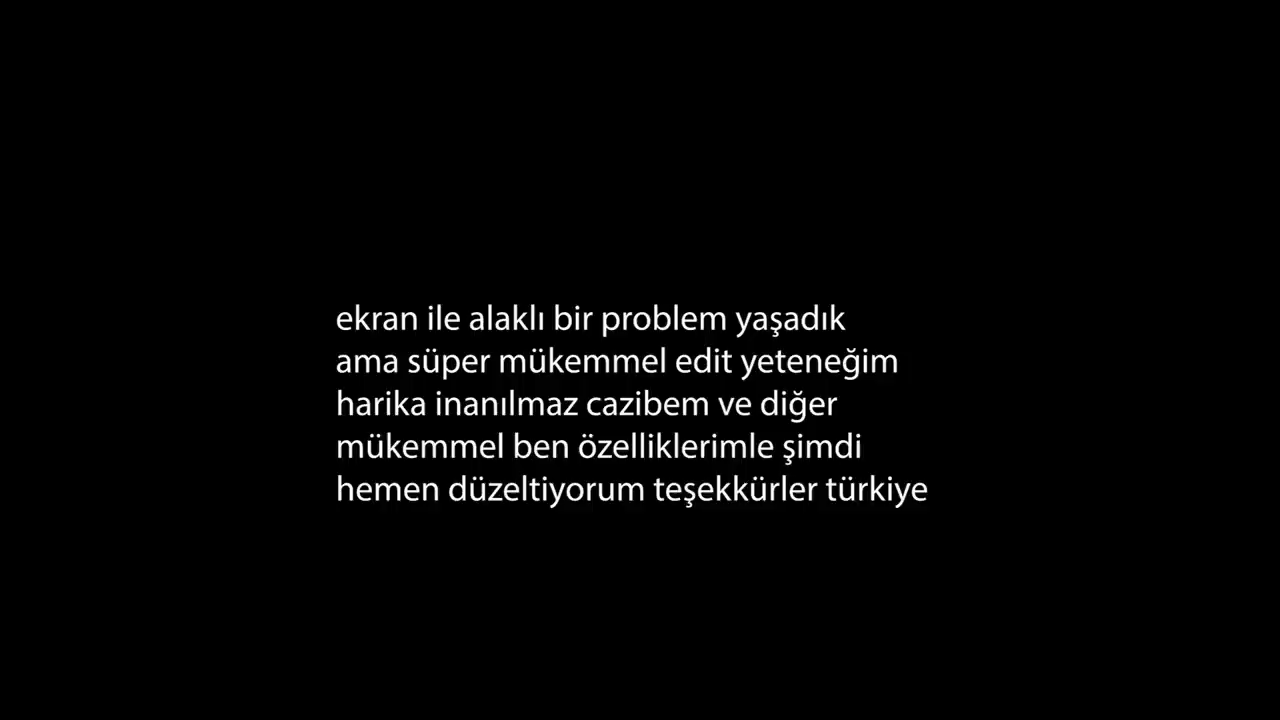 ekran ile alaklı bir problem yaşadık
ama süper mükemmel edit yeteneğim
harika inanılmaz cazibem ve diğer
mükemmel ben özelliklerimle şimdi
hemen düzeltiyorum teşekkürler türkiye